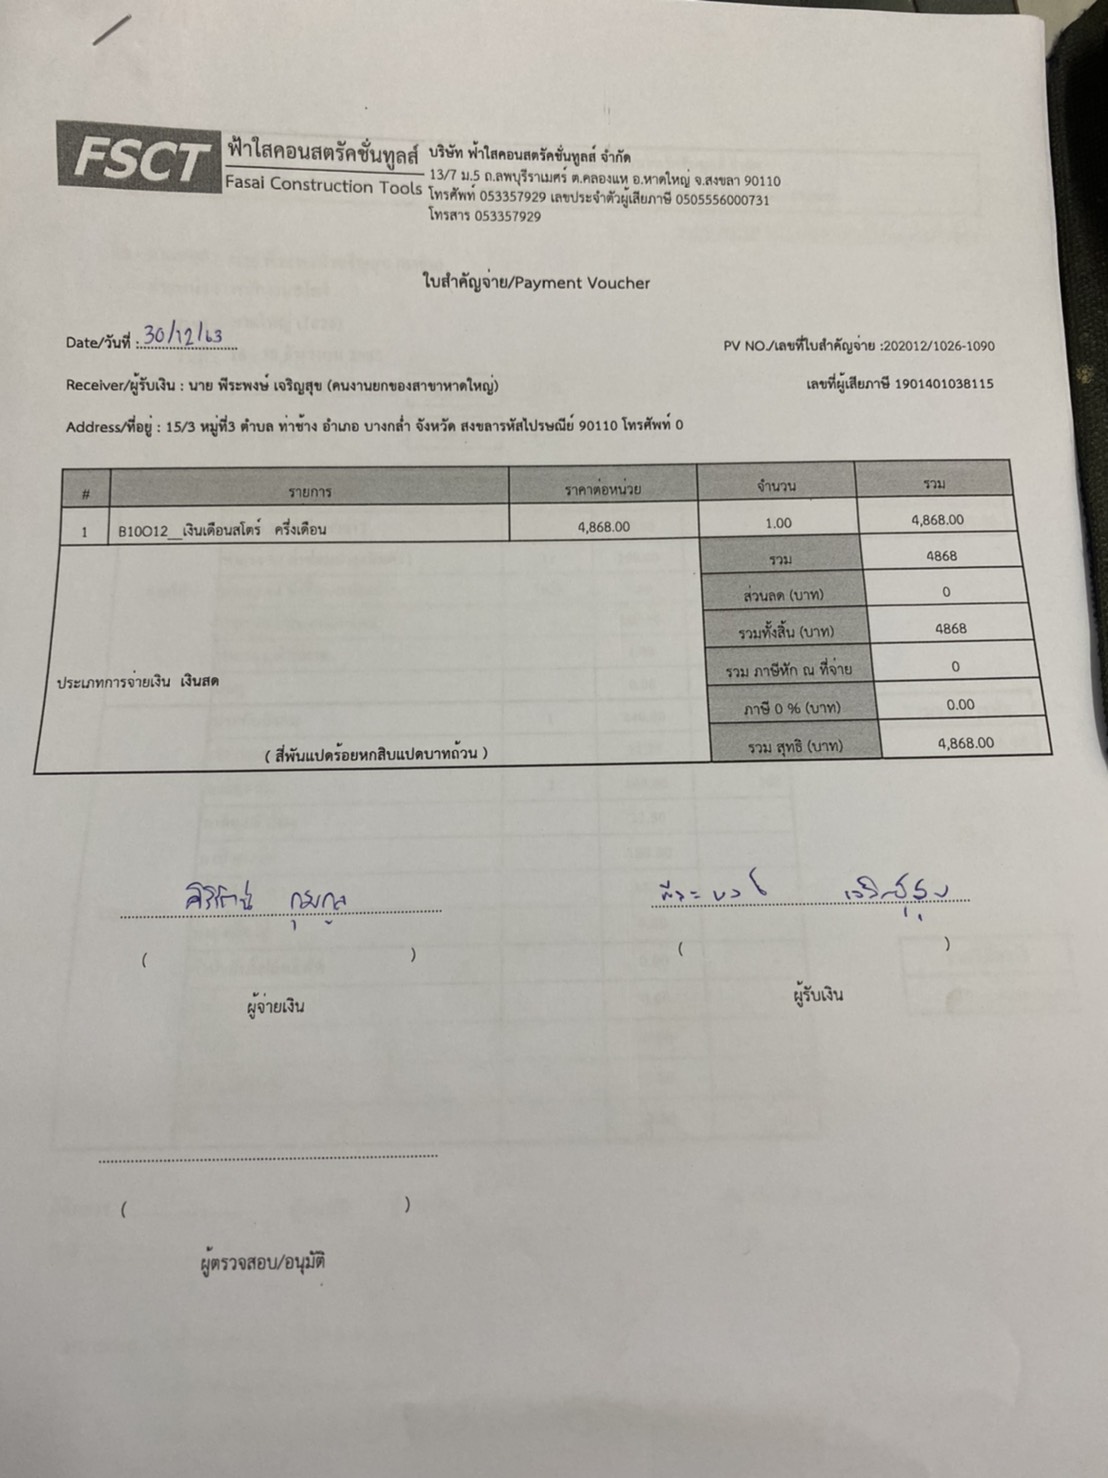 FSCT
ฟ้าใสคอนสตรัคชั่นทูลส์
Fasai Construction Tools
บริษัท ฟ้าใสคอนสตรัคชั่นทูลส์ จำกัด
13/7 ม.5 ถ.ลพบุรีราเมศร์ ต.คลองแห อ.หาดใหญ่ จ.สงขลา 90110
โทรศัพท์ 053357929 เลขประจำตัวผู้เสียภาษี 0505556000731
โทรสาร 053357929
ใบสำคัญจ่าย/Payment Voucher
Date/วันที่ : 30/12/63
PV NO./เลขที่ใบสำคัญจ่าย :202012/1026-1090
Receiver/ผู้รับเงิน : นาย พีระพงษ์ เจริญสุข (คนงานยกของสาขาหาดใหญ่)
เลขที่ผู้เสียภาษี 1901401038115
Address/ที่อยู่ : 15/3 หมู่ที่3 ตำบล ท่าช้าง อำเภอ บางกล่ำ จังหวัด สงขลารหัสไปรษณีย์ 90110 โทรศัพท์ 0
# รายการ ราคาต่อหน่วย จำนวน รวม
1 B10O12__เงินเดือนสโตร์ ครึ่งเดือน 4,868.00 1.00 4,868.00
รวม 4868
ส่วนลด (บาท) 0
รวมทั้งสิ้น (บาท) 4868
รวม ภาษีหัก ณ ที่จ่าย 0
ประเภทการจ่ายเงิน เงินสด
ภาษี 0 % (บาท) 0.00
( สี่พันแปดร้อยหกสิบแปดบาทถ้วน )
รวม สุทธิ (บาท) 4,868.00
พีระพงษ์ เจริญสุข
( )
( )
ผู้จ่ายเงิน
ผู้รับเงิน
( )
ผู้ตรวจสอบ/อนุมัติ